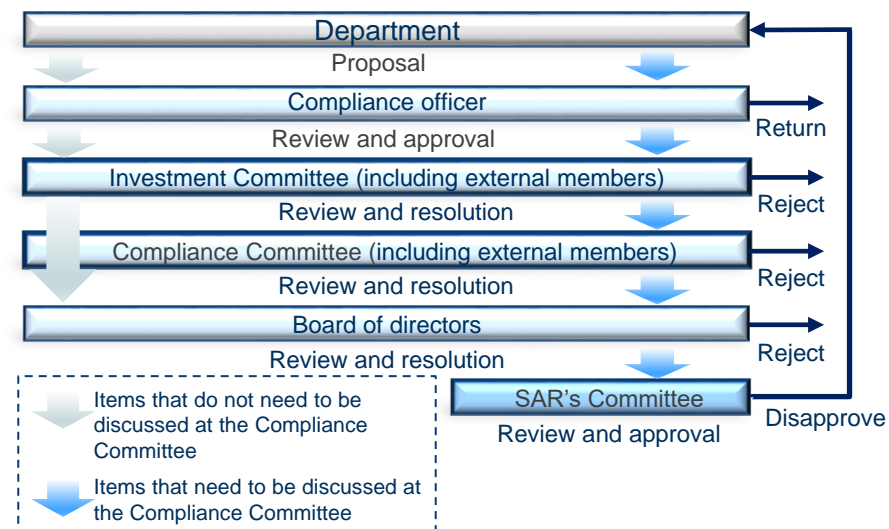 Department
Proposal
Compliance officer
Return
Review and approval
Investment Committee (including external members)
Reject
Review and resolution
Compliance Committee (including external members)
Reject
Review and resolution
Board of directors
Reject
Review and resolution
SAR's Committee
Disapprove
Review and approval
Items that do not need to be
discussed at the Compliance
Committee
Items that need to be discussed at
the Compliance Committee